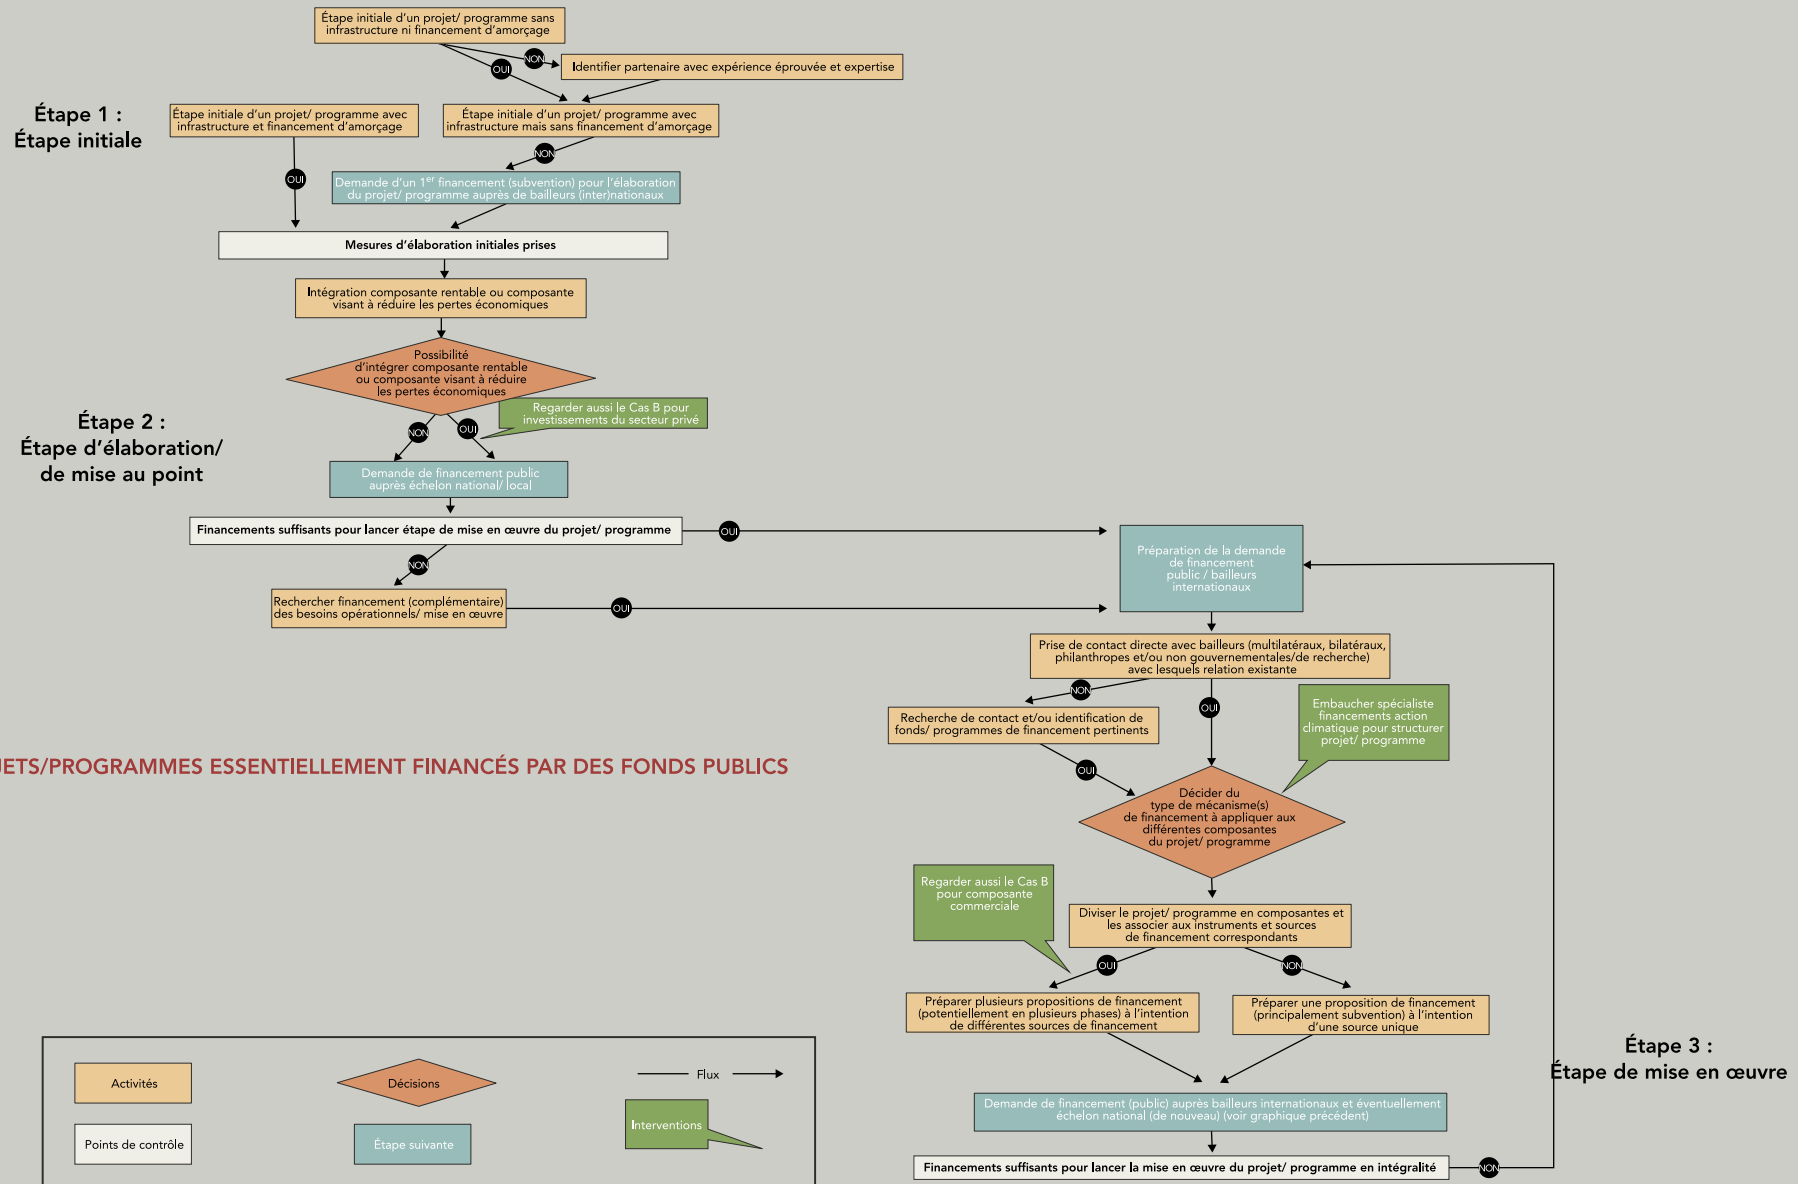 Étape initiale d'un projet/ programme sans
infrastructure ni financement d'amorçage
NON
OUI
Identifier partenaire avec expérience éprouvée et expertise
Étape 1 :
Étape initiale
Étape initiale d'un projet/ programme avec
infrastructure et financement d'amorçage
Étape initiale d'un projet/ programme avec
infrastructure mais sans financement d'amorçage
NON
OUI
Demande d'un 1er financement (subvention) pour l'élaboration
du projet/ programme auprès de bailleurs (inter)nationaux
Mesures d'élaboration initiales prises
Intégration composante rentable ou composante
visant à réduire les pertes économiques
Possibilité
d'intégrer composante rentable
ou composante visant à réduire
les pertes économiques
Étape 2 :
Étape d'élaboration/
de mise au point
Regarder aussi le Cas B pour
investissements du secteur privé
NON
OUI
Demande de financement public
auprès échelon national/ local
Financements suffisants pour lancer étape de mise en œuvre du projet/ programme
OUI
NON
Rechercher financement (complémentaire)
des besoins opérationnels/ mise en œuvre
OUI
Préparation de la demande
de financement
public / bailleurs
internationaux
Prise de contact directe avec bailleurs (multilatéraux, bilatéraux,
philanthropes et/ou non gouvernementales/de recherche)
avec lesquels relation existante
NON
OUI
Recherche de contact et/ou identification de
fonds/ programmes de financement pertinents
Embaucher spécialiste
financements action
climatique pour structurer
projet/ programme
OUI
JETS/PROGRAMMES ESSENTIELLEMENT FINANCÉS PAR DES FONDS PUBLICS
Décider du
type de mécanisme(s)
de financement à appliquer aux
différentes composantes
du projet/ programme
Regarder aussi le Cas B
pour composante
commerciale
Diviser le projet/ programme en composantes et
les associer aux instruments et sources
de financement correspondants
OUI
NON
Préparer plusieurs propositions de financement
(potentiellement en plusieurs phases) à l'intention
de différentes sources de financement
Préparer une proposition de financement
(principalement subvention) à l'intention
d'une source unique
Étape 3 :
Étape de mise en œuvre
Demande de financement (public) auprès bailleurs internationaux et éventuellement
échelon national (de nouveau) (voir graphique précédent)
Financements suffisants pour lancer la mise en œuvre du projet/ programme en intégralité
NON
Activités
Décisions
Flux
Points de contrôle
Étape suivante
Interventions